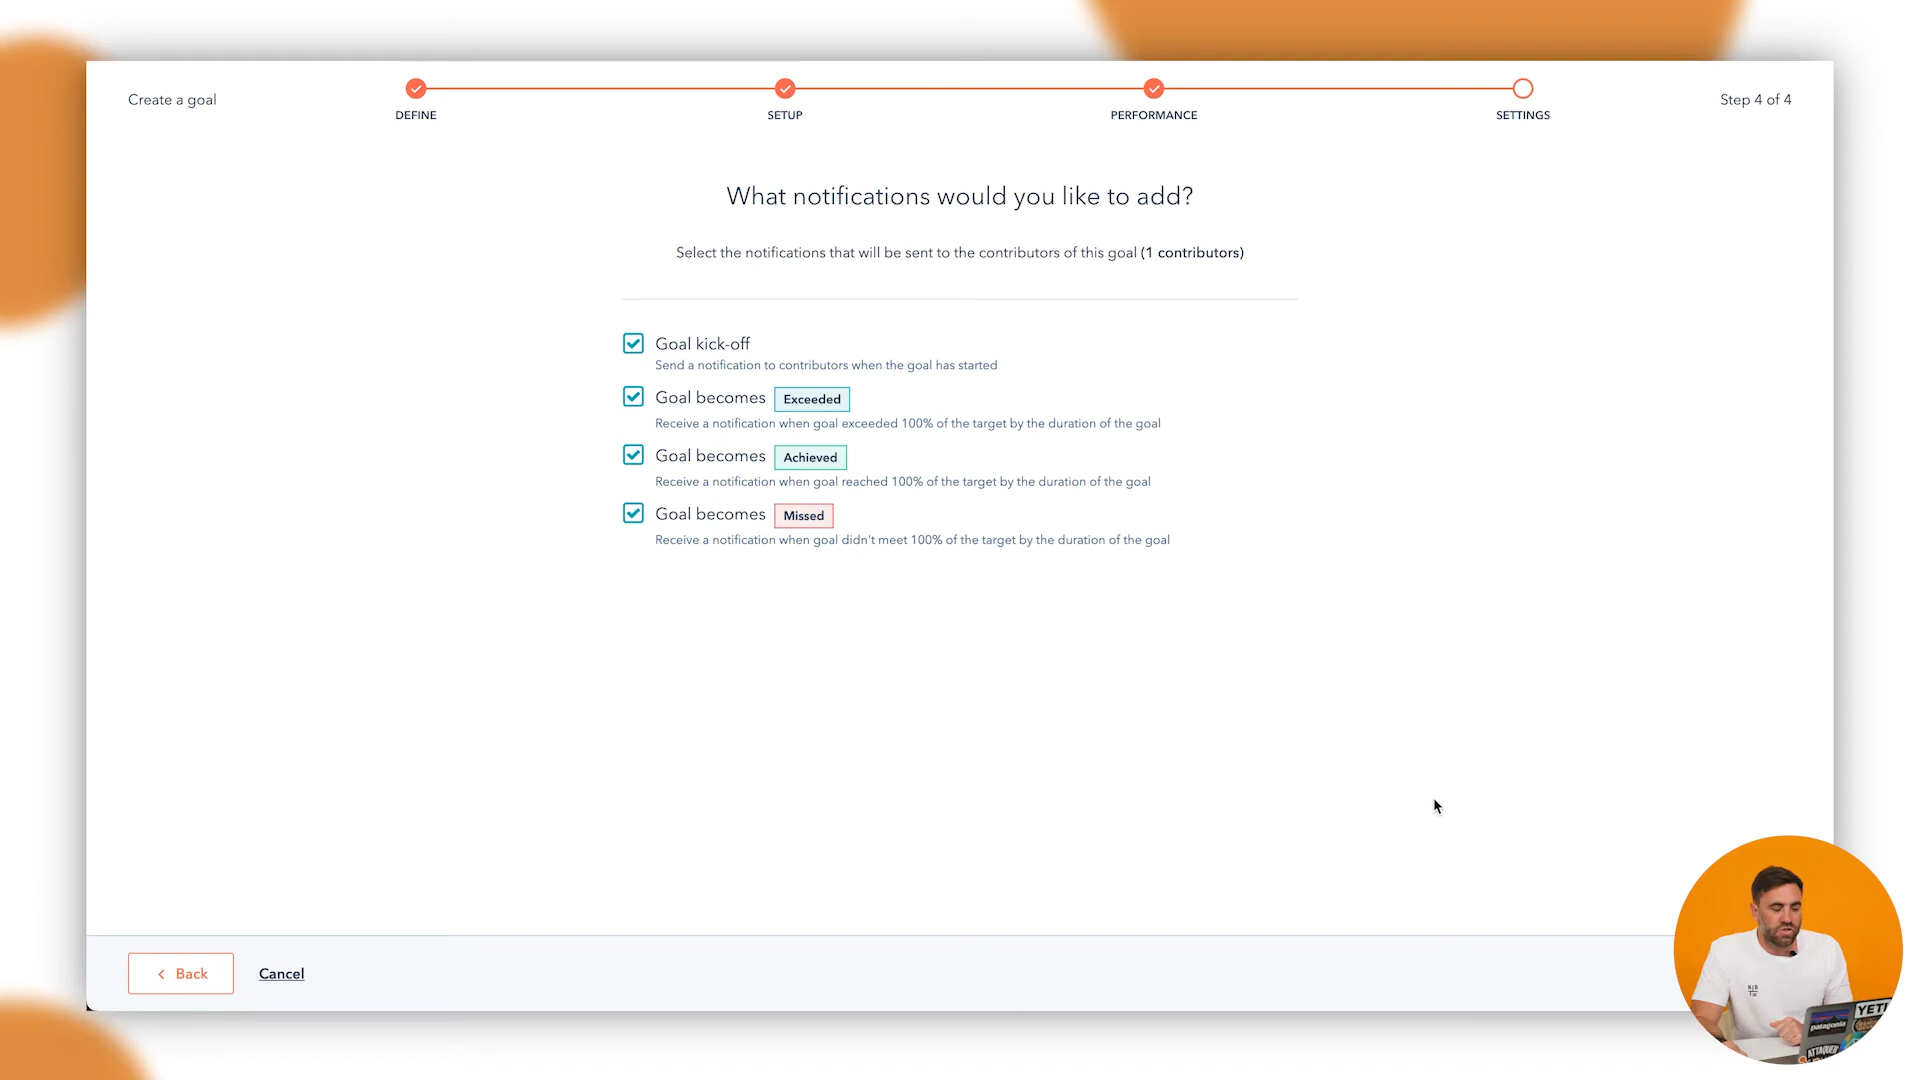 Create a goal
DEFINE
SETUP
PERFORMANCE
SETTINGS
Step 4 of 4
What notifications would you like to add?
Select the notifications that will be sent to the contributors of this goal (1 contributors)
Goal kick-off
Send a notification to contributors when the goal has started
Goal becomes Exceeded
Receive a notification when goal exceeded 100% of the target by the duration of the goal
Goal becomes Achieved
Receive a notification when goal reached 100% of the target by the duration of the goal
Goal becomes Missed
Receive a notification when goal didn't meet 100% of the target by the duration of the goal
Back
Cancel
YETI
patagonia
ATTAQUER